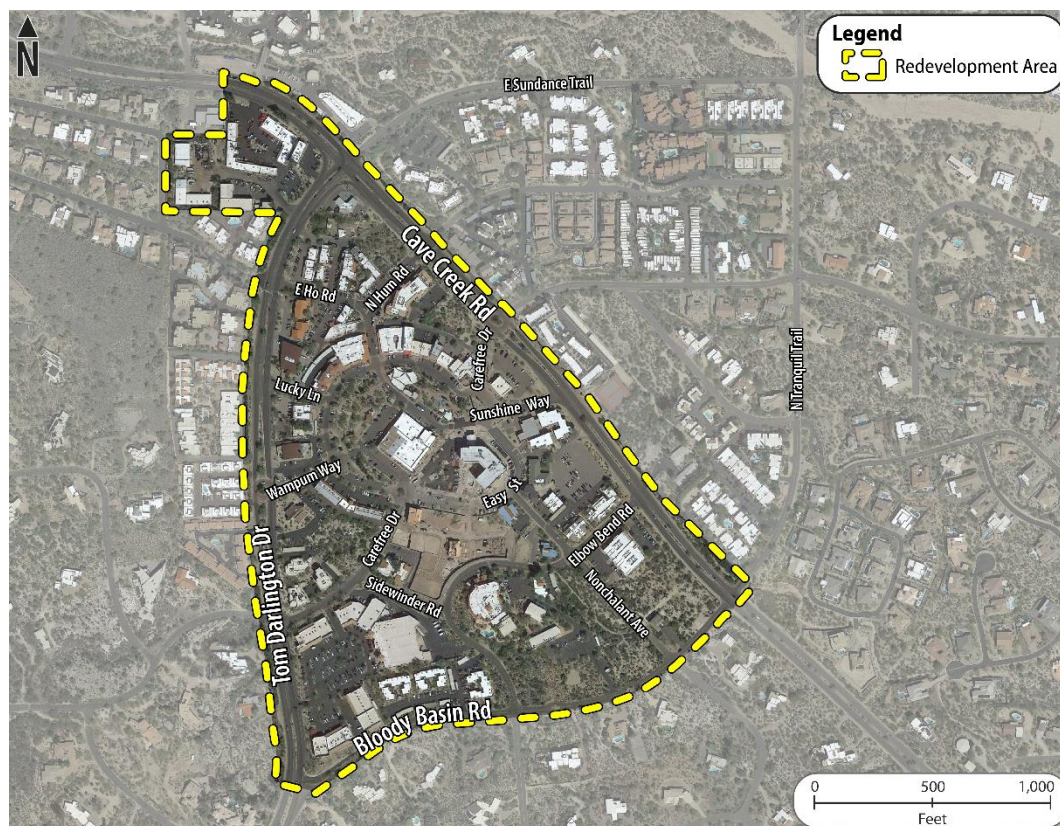 N
Legend
Redevelopment Area
E Sundance Trail
Cave Creek Rd
N Hum Rd
E Ho Rd
Carefree Dr
Lucky Ln
Sunshine Way
N Tranquil Trail
Wampum Way
Easy St
Elbow Bend Rd
Carefree Dr
Sidewinder Rd
Nonchalant Ave
Tom Darlington Dr
Bloody Basin Rd
0 500 1,000
Feet